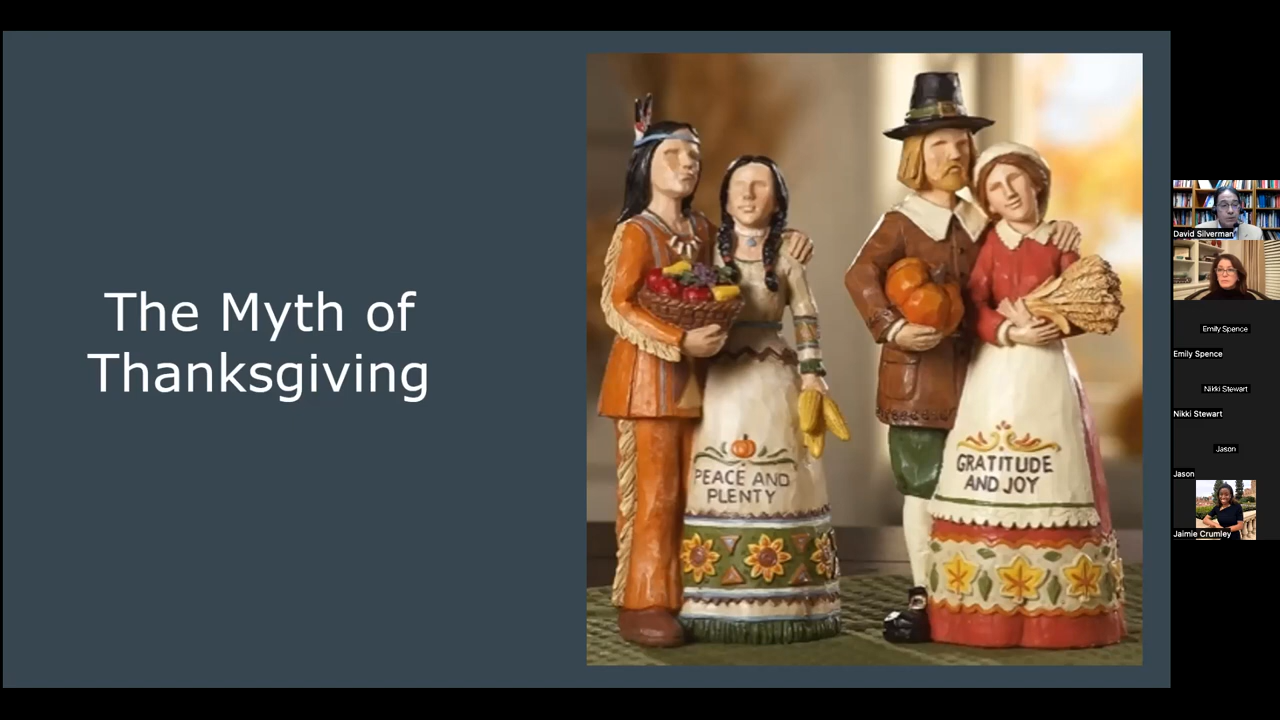 The Myth of
Thanksgiving
PEACE AND
PLENTY
GRATITUDE
AND JOY
David Silverman
Emily Spence
Emily Spence
Nikki Stewart
Nikki Stewart
Jason
Jason
Jaimie Crumley